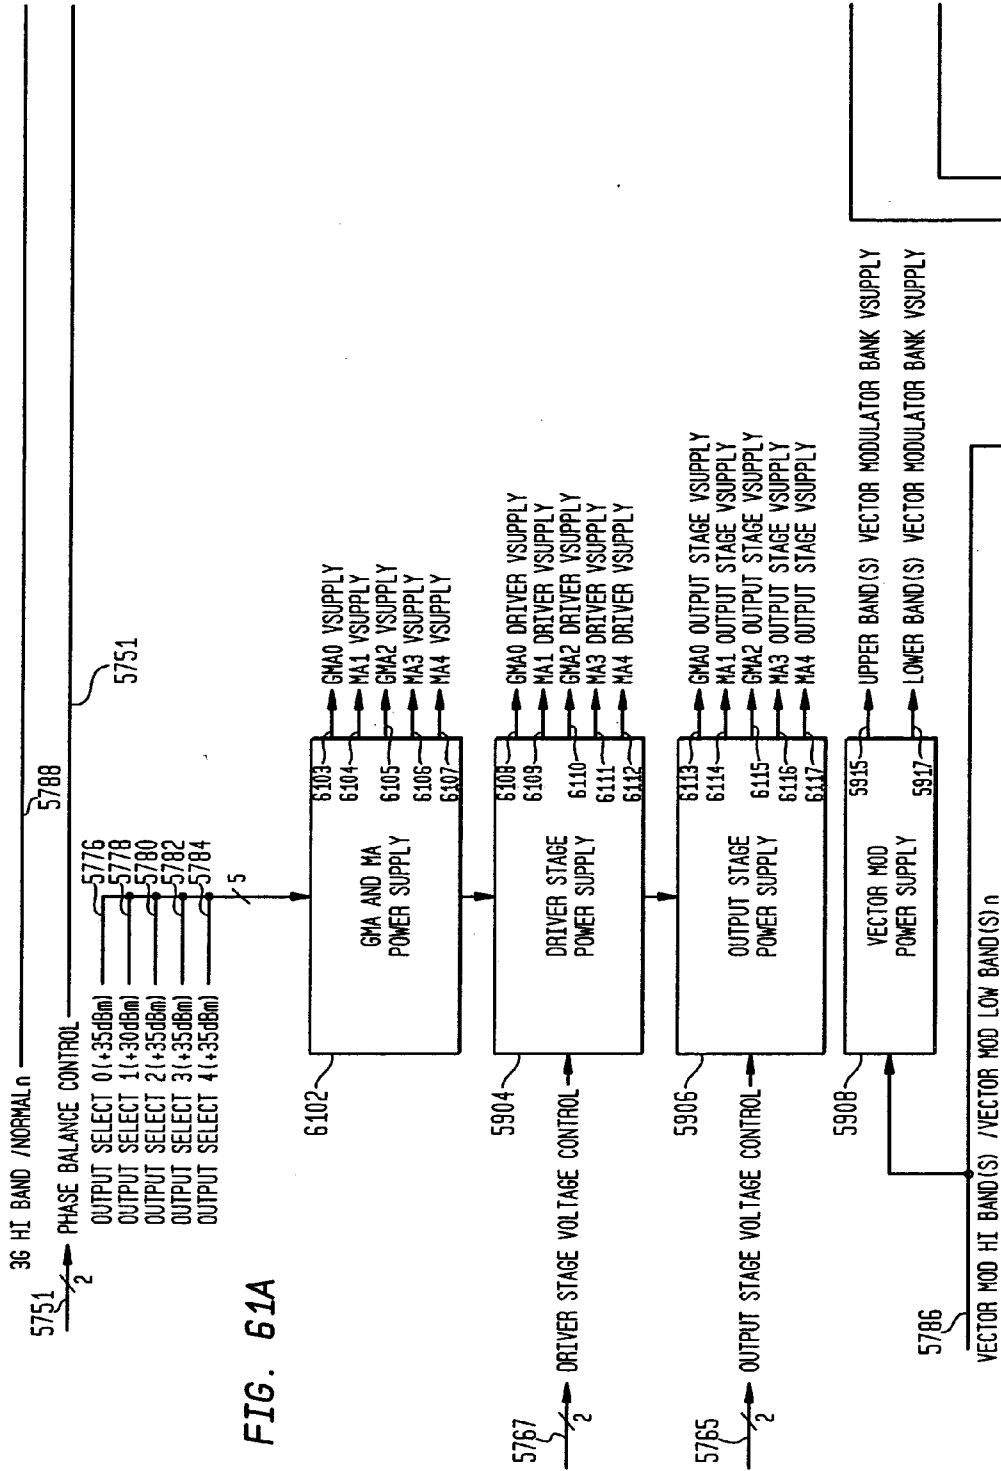 3G HI BAND /NORMALn
5788
5751
2
PHASE BALANCE CONTROL
5751
OUTPUT SELECT 0(+35dBm)
OUTPUT SELECT 1(+30dBm)
OUTPUT SELECT 2(+35dBm)
OUTPUT SELECT 3(+35dBm)
OUTPUT SELECT 4(+35dBm)
5776
5778
5780
5782
5784
5
FIG. 61A
6102
GMA AND MA
POWER SUPPLY
6103
GMA0 VSUPPLY
6104
MA1 VSUPPLY
6105
GMA2 VSUPPLY
6106
MA3 VSUPPLY
6107
MA4 VSUPPLY
5767
2
DRIVER STAGE VOLTAGE CONTROL
5904
DRIVER STAGE
POWER SUPPLY
6108
GMA0 DRIVER VSUPPLY
6109
MA1 DRIVER VSUPPLY
6110
GMA2 DRIVER VSUPPLY
6111
MA3 DRIVER VSUPPLY
6112
MA4 DRIVER VSUPPLY
5765
2
OUTPUT STAGE VOLTAGE CONTROL
5906
OUTPUT STAGE
POWER SUPPLY
6113
GMA0 OUTPUT STAGE VSUPPLY
6114
MA1 OUTPUT STAGE VSUPPLY
6115
GMA2 OUTPUT STAGE VSUPPLY
6116
MA3 OUTPUT STAGE VSUPPLY
6117
MA4 OUTPUT STAGE VSUPPLY
5908
VECTOR MOD
POWER SUPPLY
5915
UPPER BAND(S) VECTOR MODULATOR BANK VSUPPLY
5917
LOWER BAND(S) VECTOR MODULATOR BANK VSUPPLY
5786
VECTOR MOD HI BAND(S) /VECTOR MOD LOW BAND(S)n